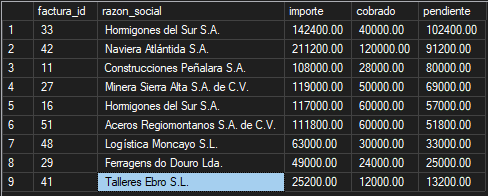 factura_id razon_social importe cobrado pendiente
1 33 Hormigones del Sur S.A. 142400.00 40000.00 102400.00
2 42 Naviera Atlántida S.A. 211200.00 120000.00 91200.00
3 11 Construcciones Peñalara S.A. 108000.00 28000.00 80000.00
4 27 Minera Sierra Alta S.A. de C.V. 119000.00 50000.00 69000.00
5 16 Hormigones del Sur S.A. 117000.00 60000.00 57000.00
6 51 Aceros Regiomontanos S.A. de C.V. 111800.00 60000.00 51800.00
7 48 Logística Moncayo S.L. 63000.00 30000.00 33000.00
8 29 Ferragens do Douro Lda. 49000.00 24000.00 25000.00
9 41 Talleres Ebro S.L. 25200.00 12000.00 13200.00